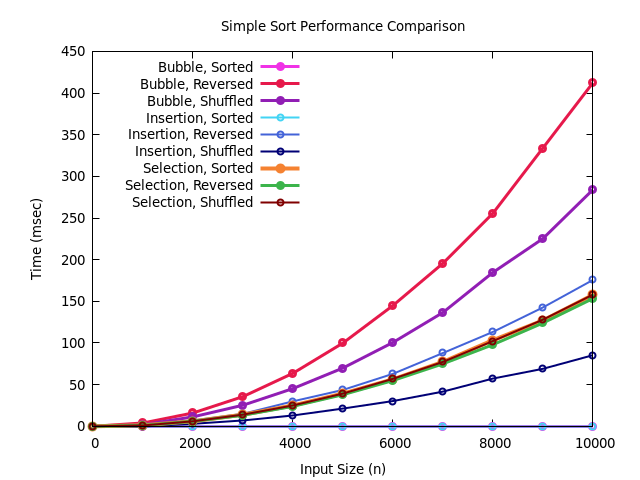 Simple Sort Performance Comparison
450
400
350
300
250
200
150
100
50
0
Time (msec)
Bubble, Sorted
Bubble, Reversed
Bubble, Shuffled
Insertion, Sorted
Insertion, Reversed
Insertion, Shuffled
Selection, Sorted
Selection, Reversed
Selection, Shuffled
0 2000 4000 6000 8000 10000
Input Size (n)